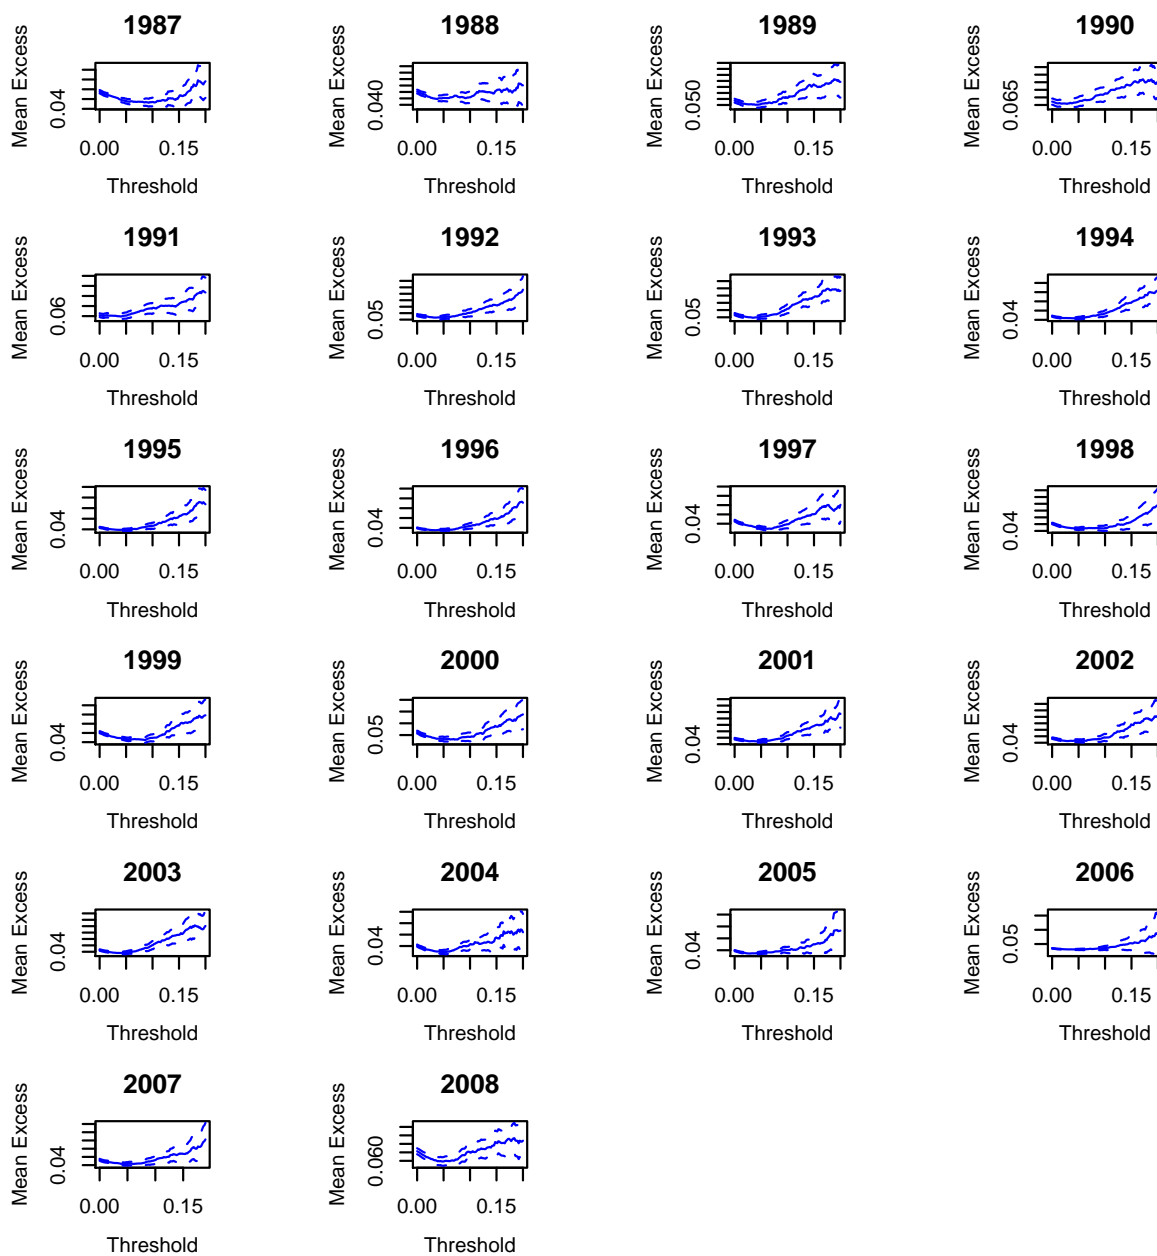 1987
Mean Excess
0.04
0.00 0.15
Threshold
1988
Mean Excess
0.040
0.00 0.15
Threshold
1989
Mean Excess
0.050
0.00 0.15
Threshold
1990
Mean Excess
0.065
0.00 0.15
Threshold
1991
Mean Excess
0.06
0.00 0.15
Threshold
1992
Mean Excess
0.05
0.00 0.15
Threshold
1993
Mean Excess
0.05
0.00 0.15
Threshold
1994
Mean Excess
0.04
0.00 0.15
Threshold
1995
Mean Excess
0.04
0.00 0.15
Threshold
1996
Mean Excess
0.04
0.00 0.15
Threshold
1997
Mean Excess
0.04
0.00 0.15
Threshold
1998
Mean Excess
0.04
0.00 0.15
Threshold
1999
Mean Excess
0.04
0.00 0.15
Threshold
2000
Mean Excess
0.05
0.00 0.15
Threshold
2001
Mean Excess
0.04
0.00 0.15
Threshold
2002
Mean Excess
0.04
0.00 0.15
Threshold
2003
Mean Excess
0.04
0.00 0.15
Threshold
2004
Mean Excess
0.04
0.00 0.15
Threshold
2005
Mean Excess
0.04
0.00 0.15
Threshold
2006
Mean Excess
0.05
0.00 0.15
Threshold
2007
Mean Excess
0.04
0.00 0.15
Threshold
2008
Mean Excess
0.060
0.00 0.15
Threshold